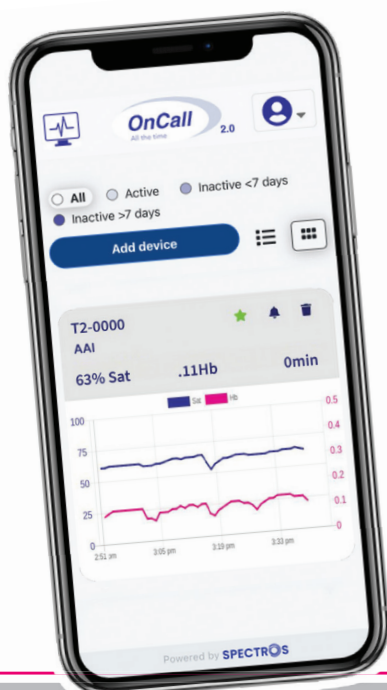 OnCall
All the time
2.0
All Active Inactive <7 days
Inactive >7 days
Add device
T2-0000
AAI
63% Sat .11Hb 0min
Sat Hb
100 0.5
0.4
75 0.3
50 0.2
25 0.1
0 0
2:51 pm 3:05 pm 3:19 pm 3:33 pm
Powered by SPECTROS